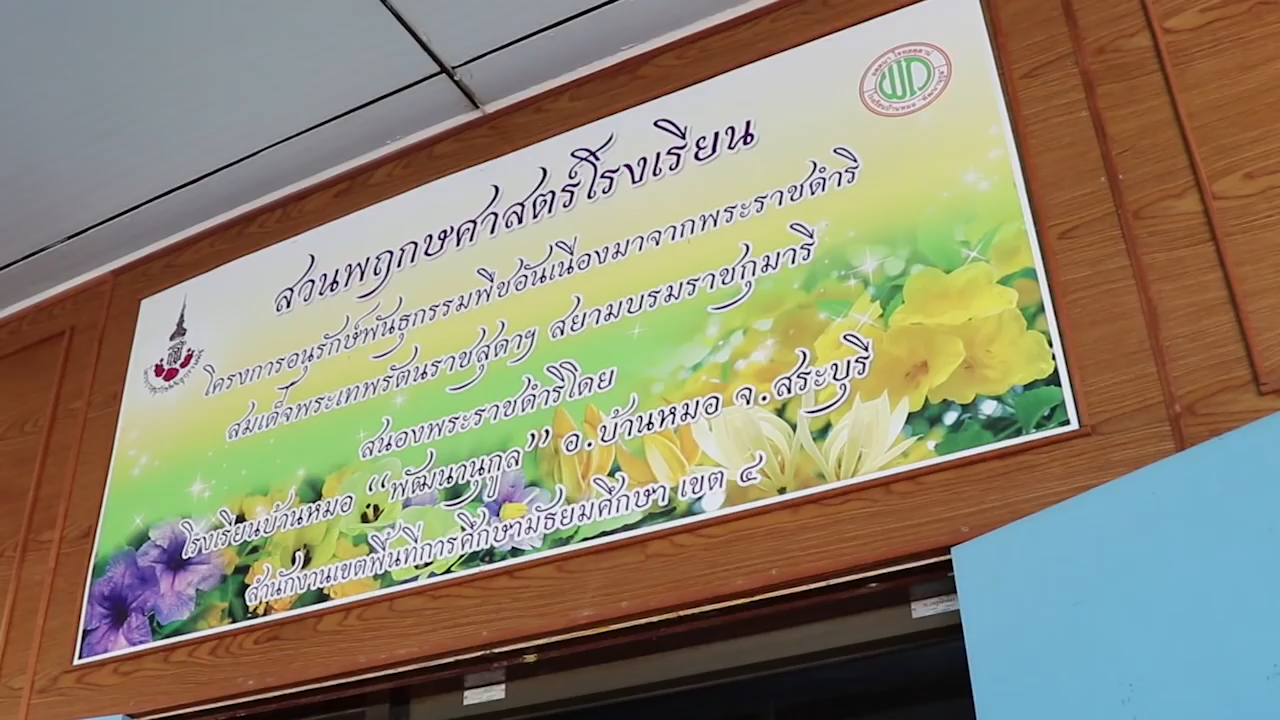 สวนพฤกษศาสตร์โรงเรียน
โครงการอนุรักษ์พันธุกรรมพืชอันเนื่องมาจากพระราชดำริ
สมเด็จพระเทพรัตนราชสุดาฯ สยามบรมราชกุมารี
สนองพระราชดำริโดย
โรงเรียนบ้านหมอ “พัฒนานุกูล” อ.บ้านหมอ จ.สระบุรี
สำนักงานเขตพื้นที่การศึกษามัธยมศึกษา เขต ๔